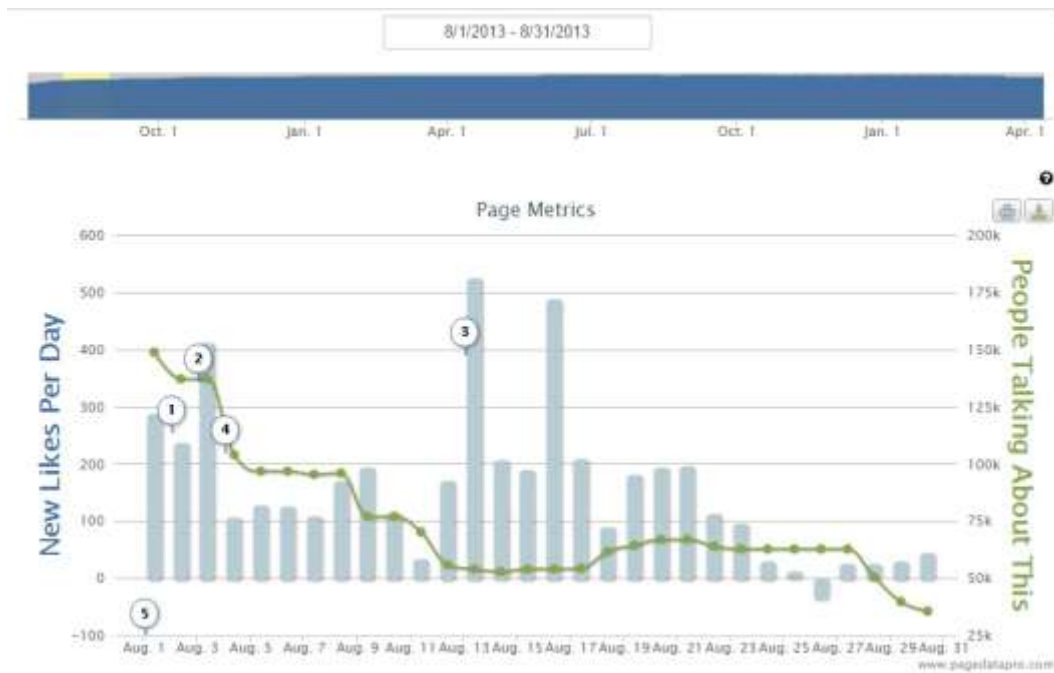 8/1/2013 - 8/31/2013
Oct. 1 Jan. 1 Apr. 1 Jul. 1 Oct. 1 Jan. 1 Apr. 1
?
Page Metrics
600 200k
500 175k
400 150k
300 125k
200 100k
100 75k
0 50k
-100 25k
New Likes Per Day
People Talking About This
3
2
1
4
5
Aug. 1 Aug. 3 Aug. 5 Aug. 7 Aug. 9 Aug. 11 Aug. 13 Aug. 15 Aug. 17 Aug. 19 Aug. 21 Aug. 23 Aug. 25 Aug. 27 Aug. 29 Aug. 31
www.pagedatapro.com